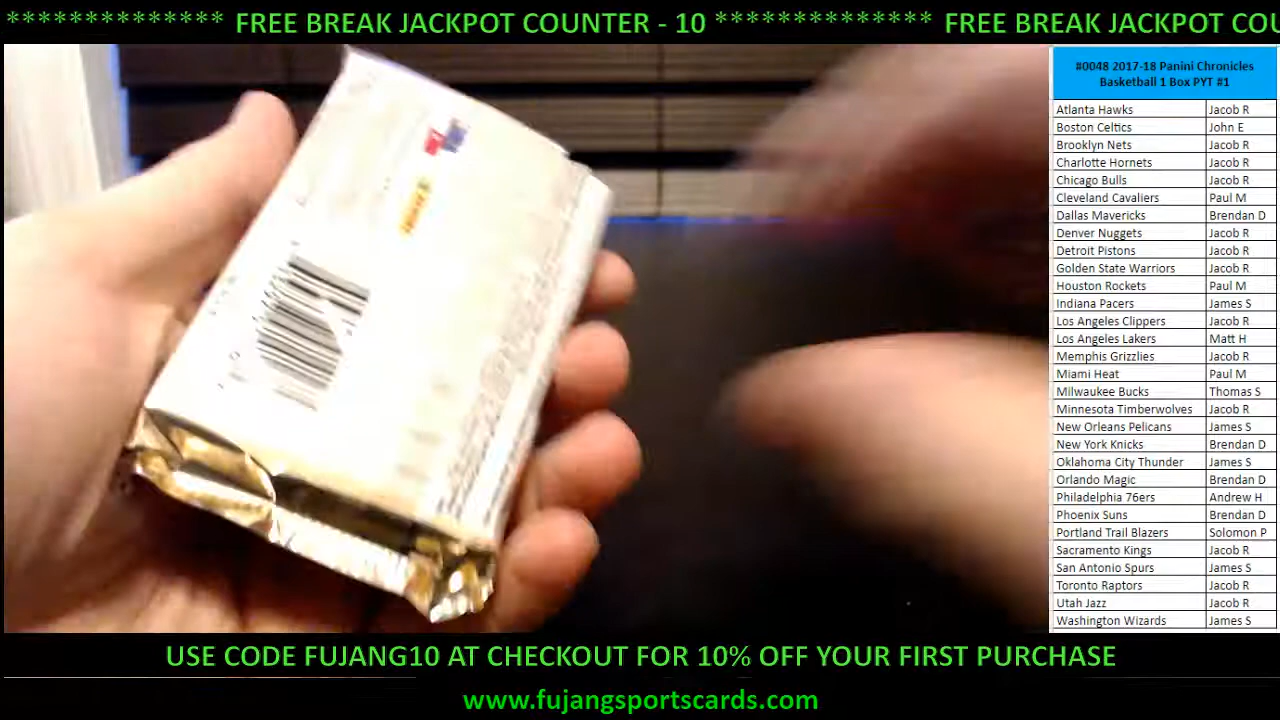 ************** FREE BREAK JACKPOT COUNTER - 10 ************** FREE BREAK JACKPOT COU
#0048 2017-18 Panini Chronicles
Basketball 1 Box PYT #1
Atlanta Hawks Jacob R
Boston Celtics John E
Brooklyn Nets Jacob R
Charlotte Hornets Jacob R
Chicago Bulls Jacob R
Cleveland Cavaliers Paul M
Dallas Mavericks Brendan D
Denver Nuggets Jacob R
Detroit Pistons Jacob R
Golden State Warriors Jacob R
Houston Rockets Paul M
Indiana Pacers James S
Los Angeles Clippers Jacob R
Los Angeles Lakers Matt H
Memphis Grizzlies Jacob R
Miami Heat Paul M
Milwaukee Bucks Thomas S
Minnesota Timberwolves Jacob R
New Orleans Pelicans James S
New York Knicks Brendan D
Oklahoma City Thunder James S
Orlando Magic Brendan D
Philadelphia 76ers Andrew H
Phoenix Suns Brendan D
Portland Trail Blazers Solomon P
Sacramento Kings Jacob R
San Antonio Spurs James S
Toronto Raptors Jacob R
Utah Jazz Jacob R
Washington Wizards James S
USE CODE FUJANG10 AT CHECKOUT FOR 10% OFF YOUR FIRST PURCHASE
www.fujangsportscards.com